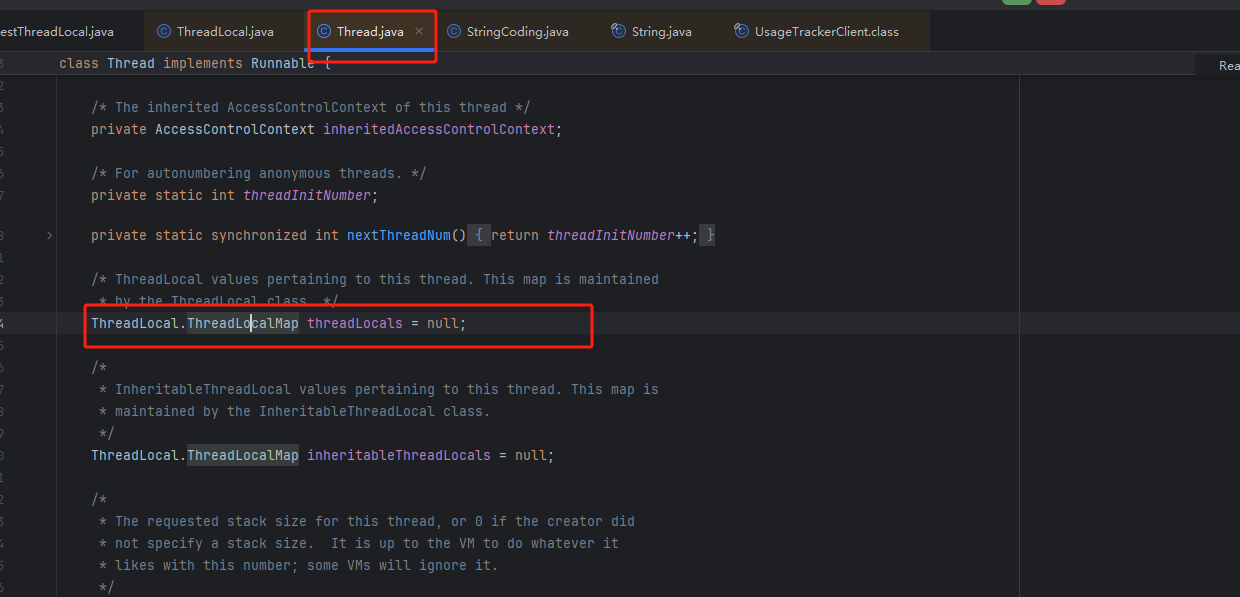 estThreadLocal.java ThreadLocal.java Thread.java × StringCoding.java String.java UsageTrackerClient.class
class Thread implements Runnable {
Rea
/* The inherited AccessControlContext of this thread */
private AccessControlContext inheritedAccessControlContext;
/* For autonumbering anonymous threads. */
private static int threadInitNumber;
private static synchronized int nextThreadNum() { return threadInitNumber++; }
/* ThreadLocal values pertaining to this thread. This map is maintained
* by the ThreadLocal class. */
ThreadLocal.ThreadLocalMap threadLocals = null;
/*
* InheritableThreadLocal values pertaining to this thread. This map is
* maintained by the InheritableThreadLocal class.
*/
ThreadLocal.ThreadLocalMap inheritableThreadLocals = null;
/*
* The requested stack size for this thread, or 0 if the creator did
* not specify a stack size.  It is up to the VM to do whatever it
* likes with this number; some VMs will ignore it.
*/